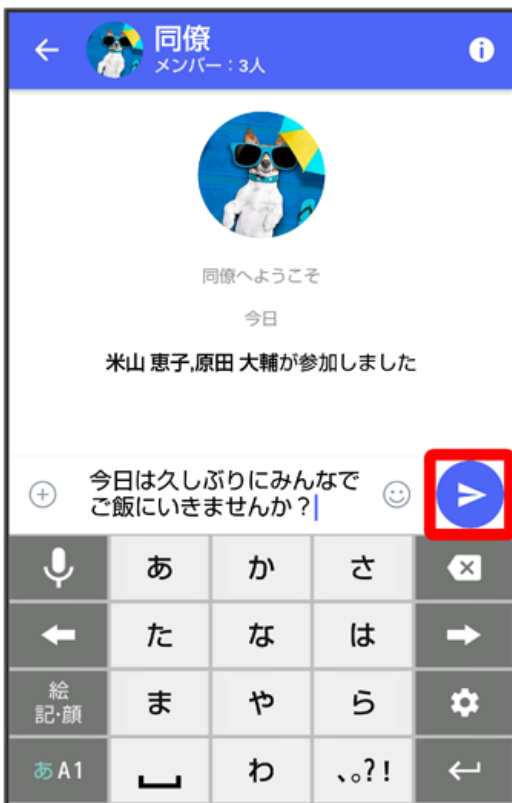 同僚
メンバー：3人
同僚へようこそ
今日
米山 恵子,原田 大輔が参加しました
今日は久しぶりにみんなで
ご飯にいきませんか？
あ か さ
た な は
絵
記・顔
ま や ら
あA1
わ 、。?!